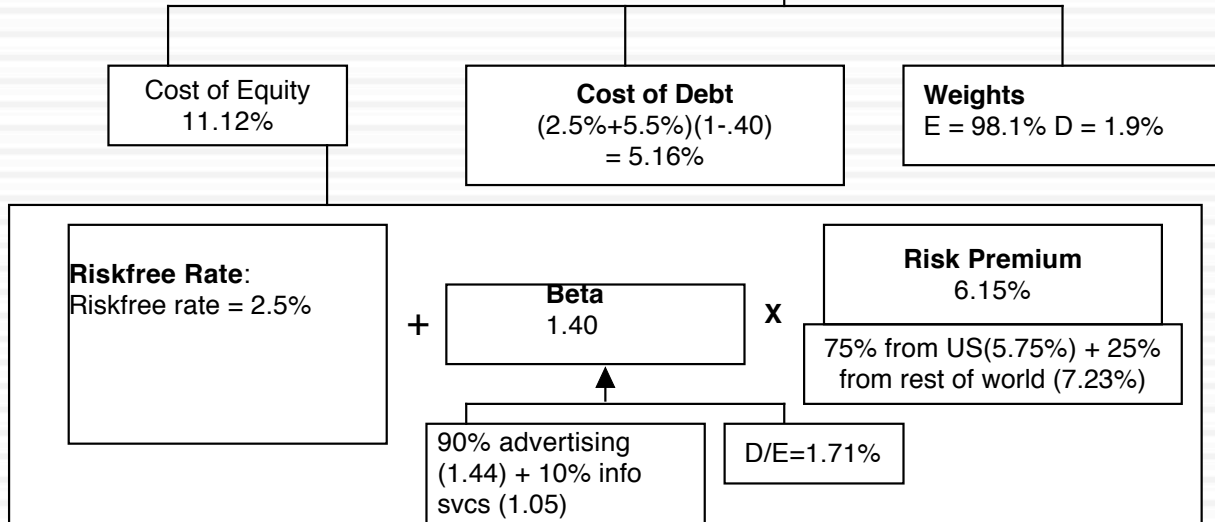 Cost of Equity
11.12%
Cost of Debt
(2.5%+5.5%)(1-.40)
= 5.16%
Weights
E = 98.1% D = 1.9%
Riskfree Rate:
Riskfree rate = 2.5%
+
Beta
1.40
X
Risk Premium
6.15%
75% from US(5.75%) + 25%
from rest of world (7.23%)
90% advertising
(1.44) + 10% info
svcs (1.05)
D/E=1.71%